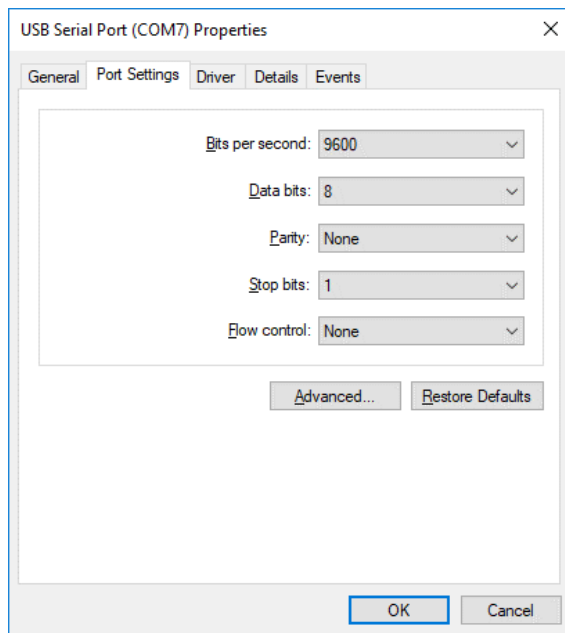 USB Serial Port (COM7) Properties
General Port Settings Driver Details Events
Bits per second: 9600
Data bits: 8
Parity: None
Stop bits: 1
Flow control: None
Advanced... Restore Defaults
OK Cancel